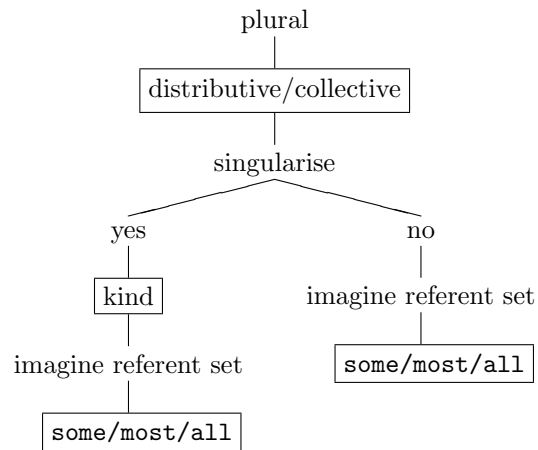 plural
distributive/collective
singularise
yes
no
kind
imagine referent set
imagine referent set
some/most/all
some/most/all